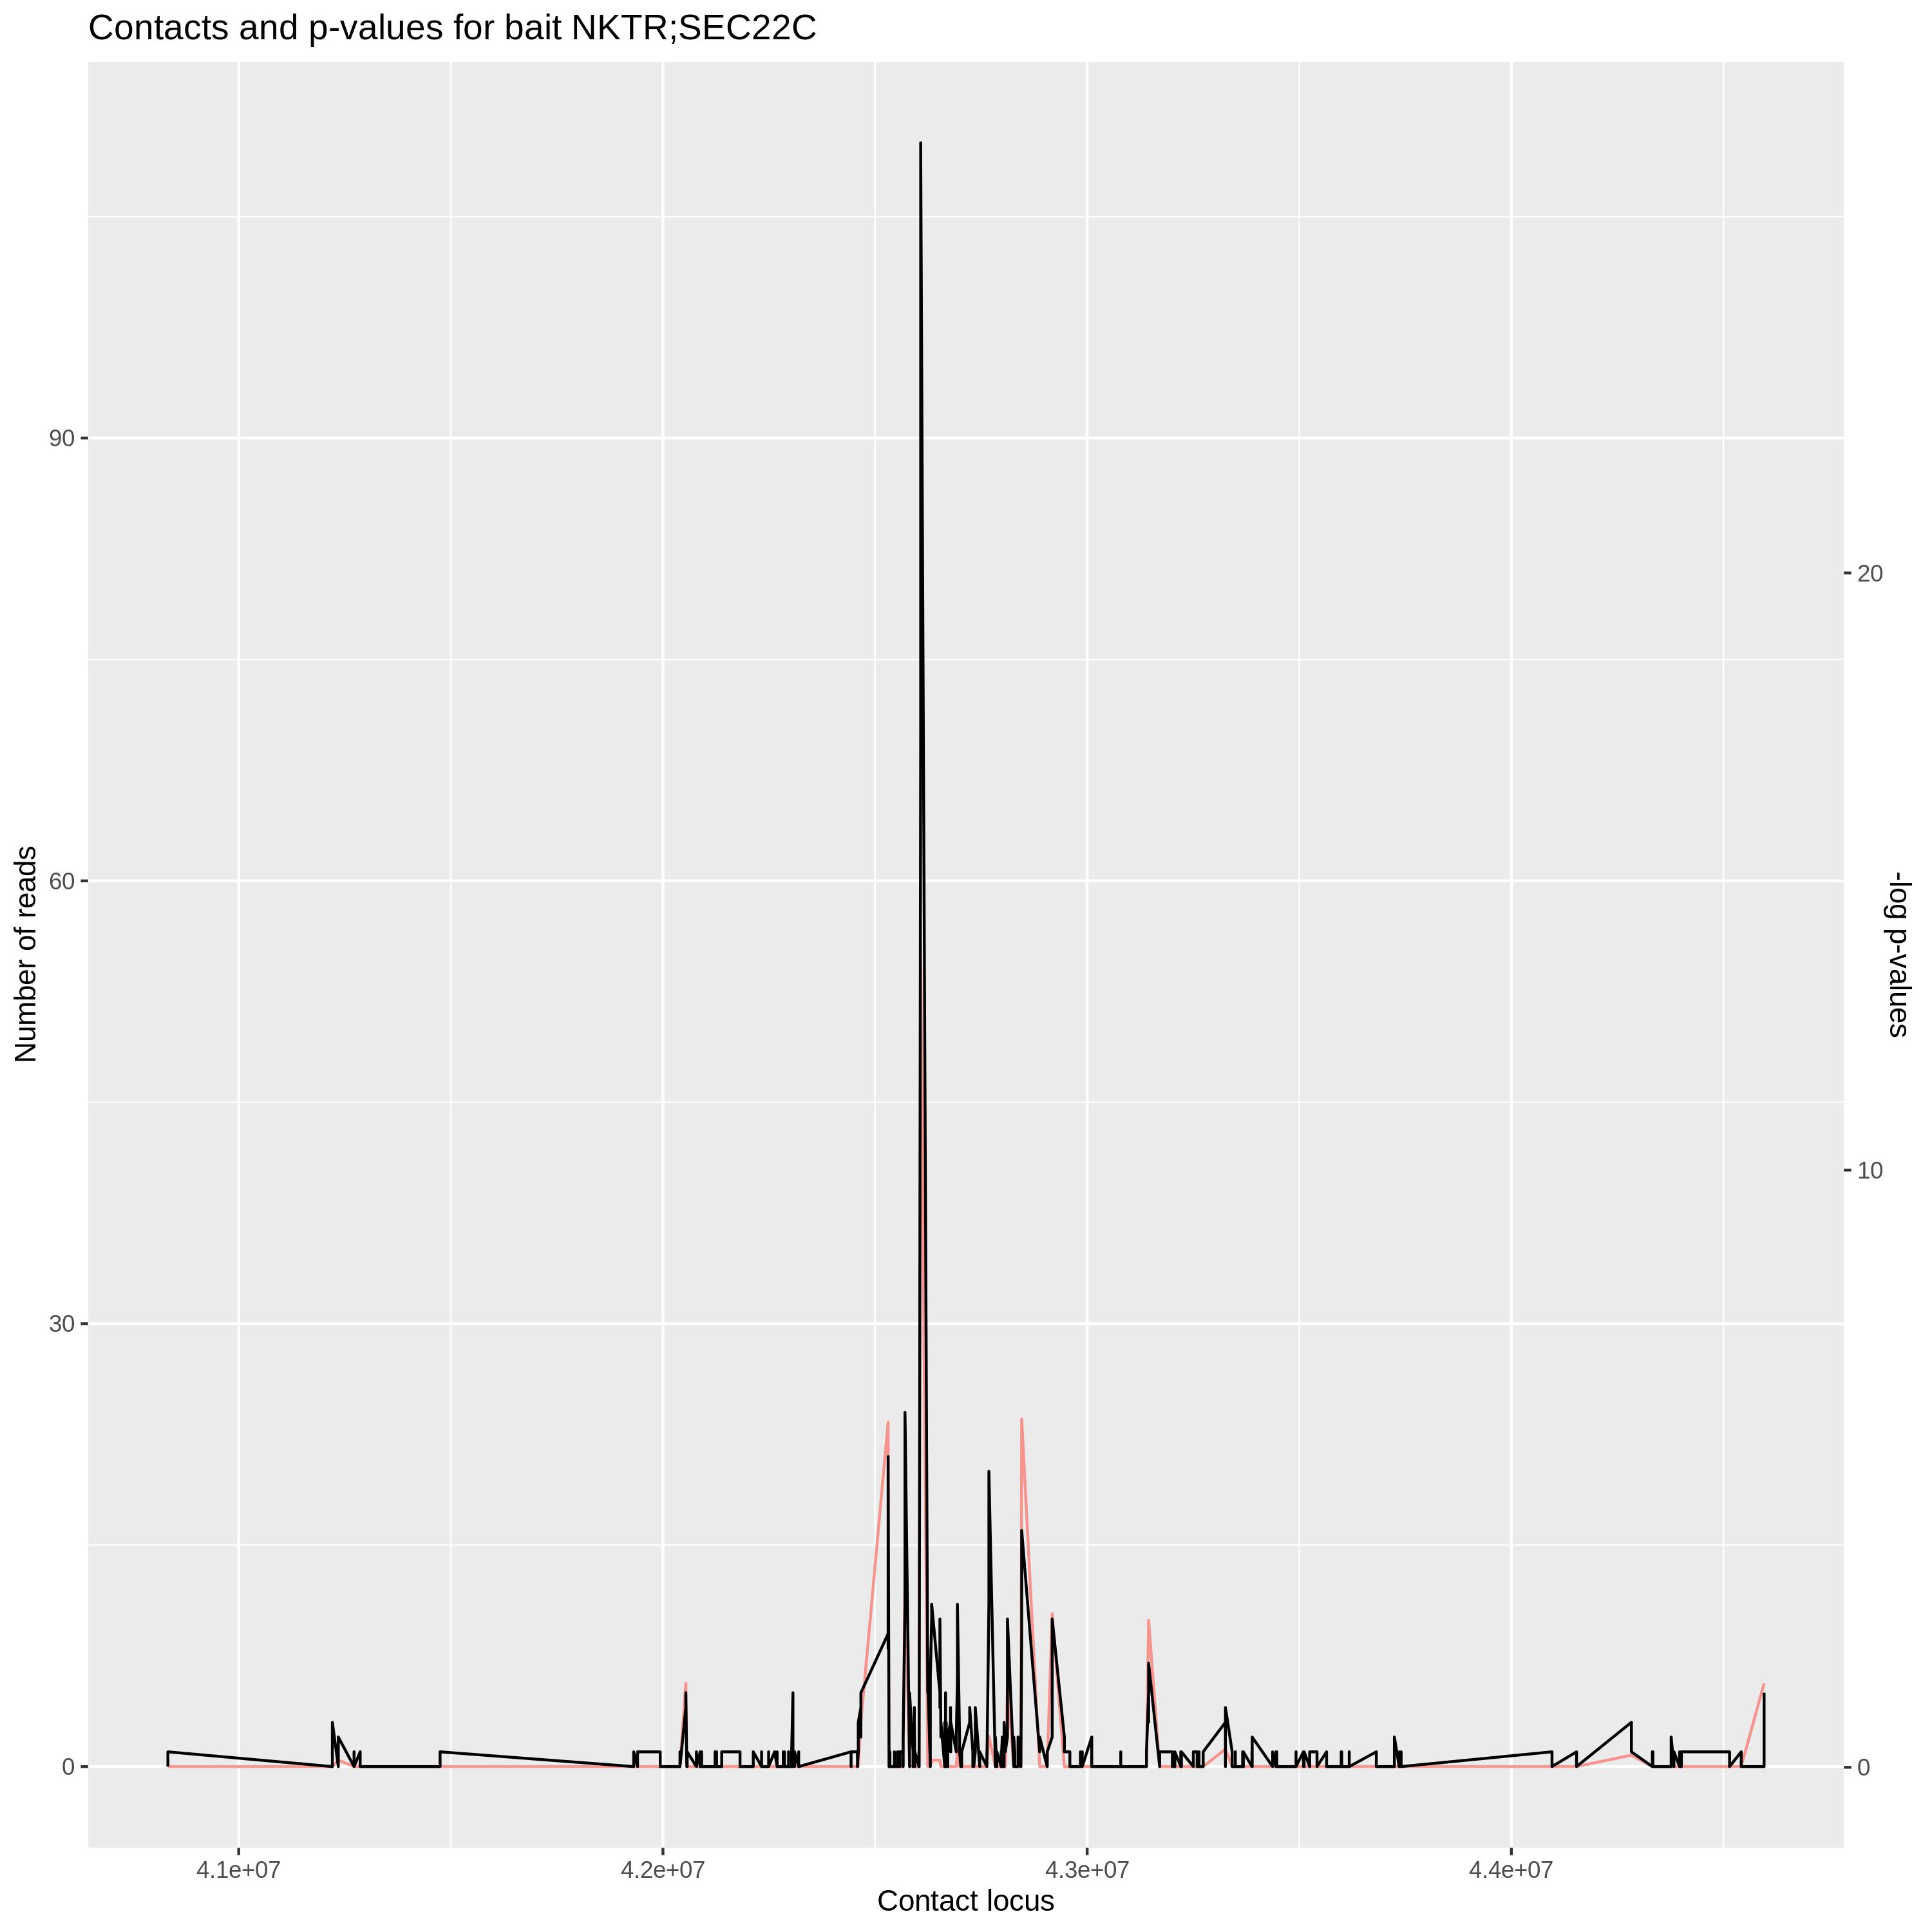 Contacts and p-values for bait NKTR;SEC22C
90
60
30
0
Number of reads
20
10
0
-log p-values
4.1e+07
4.2e+07
4.3e+07
4.4e+07
Contact locus